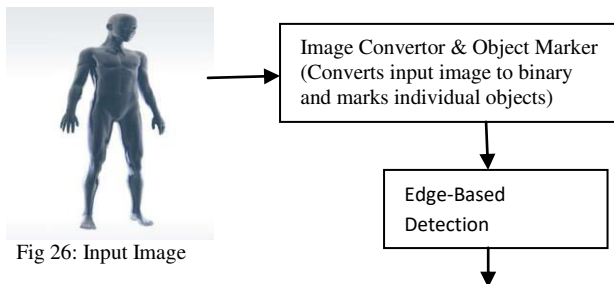 Image Convertor & Object Marker
(Converts input image to binary
and marks individual objects)
Edge-Based
Detection
Fig 26: Input Image